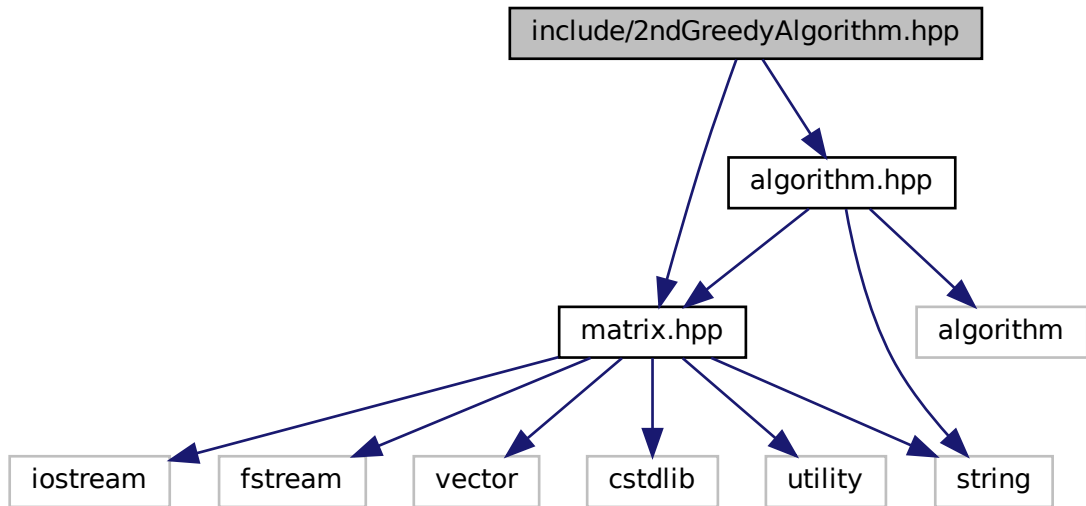 include/2ndGreedyAlgorithm.hpp
algorithm.hpp
matrix.hpp
algorithm
iostream
fstream
vector
cstdlib
utility
string